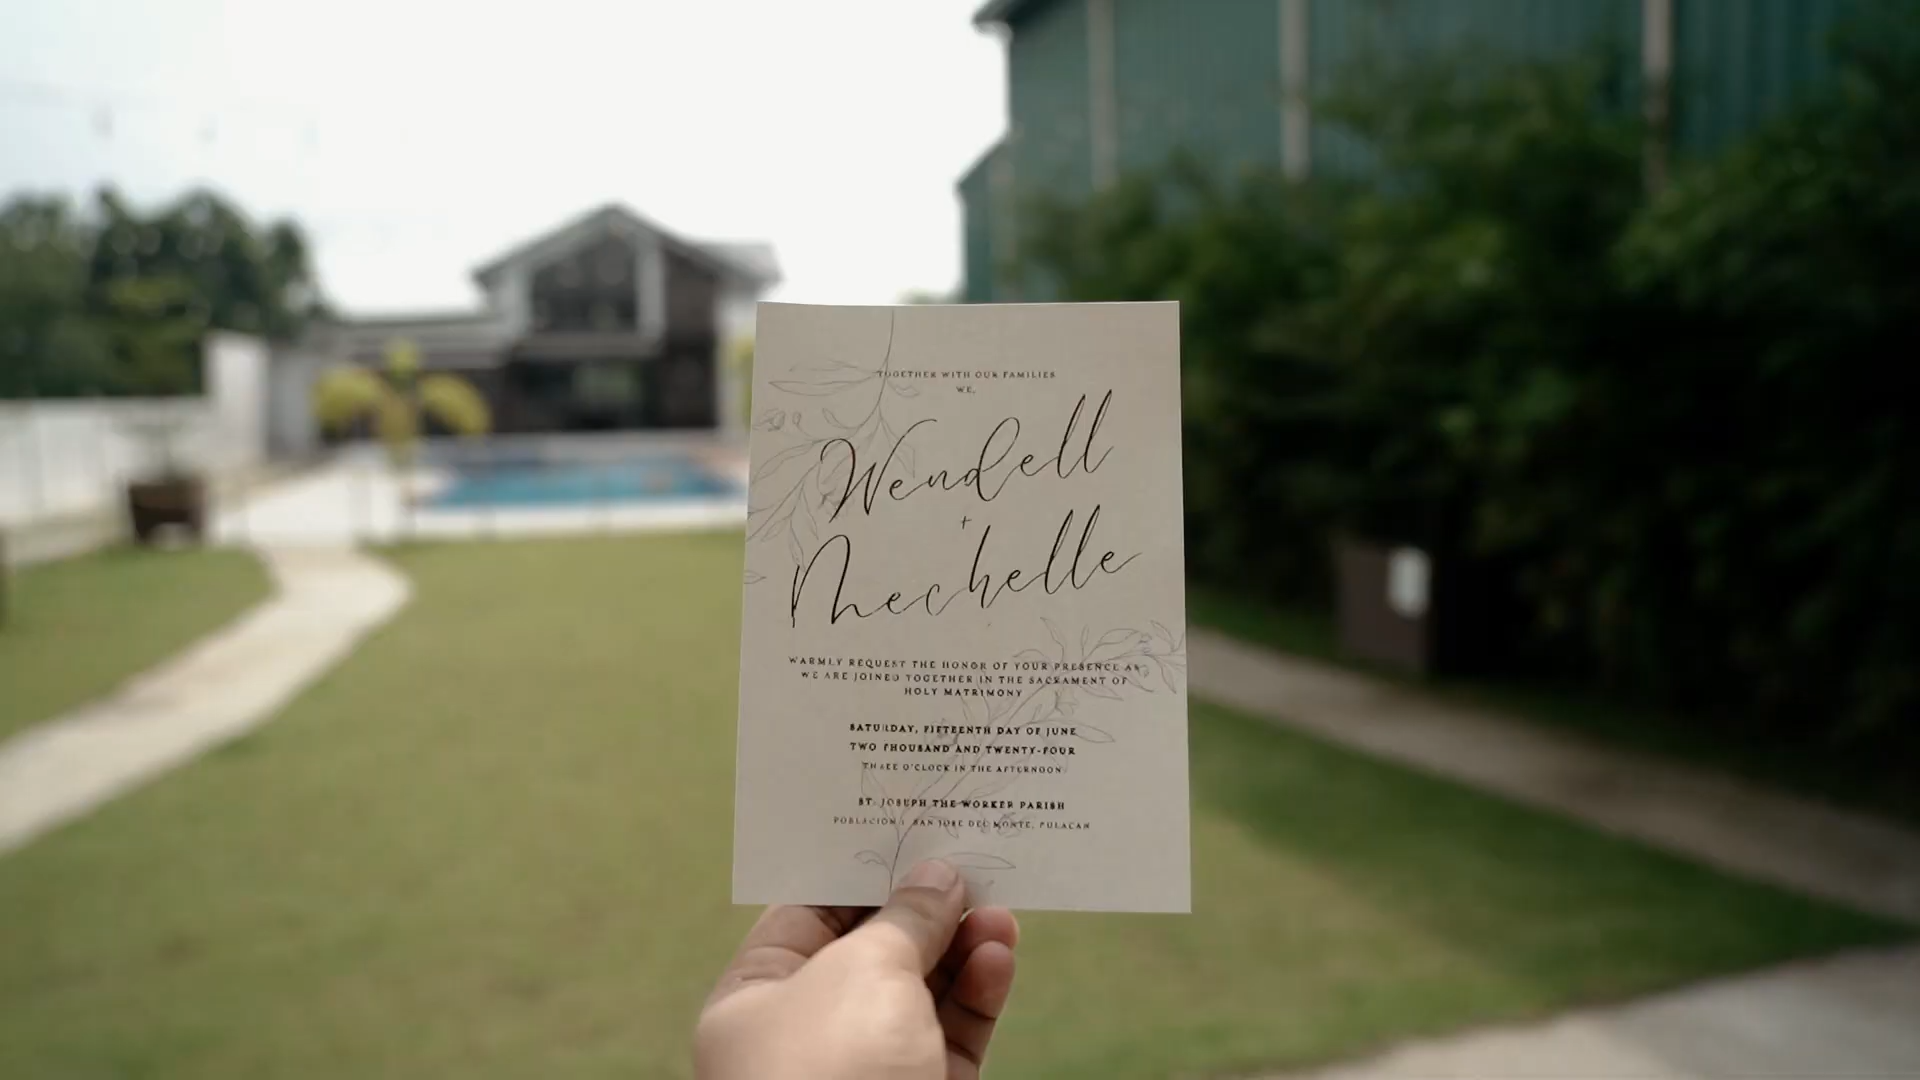 TOGETHER WITH OUR FAMILIES
WE,
Wendell
+
Mechelle
WARMLY REQUEST THE HONOR OF YOUR PRESENCE AS
WE ARE JOINED TOGETHER IN THE SACRAMENT OF
HOLY MATRIMONY
SATURDAY, FIFTEENTH DAY OF JUNE
TWO THOUSAND AND TWENTY-FOUR
THREE O'CLOCK IN THE AFTERNOON
ST. JOSEPH THE WORKER PARISH
POBLACION 1 SAN JOSE DEL MONTE, BULACAN